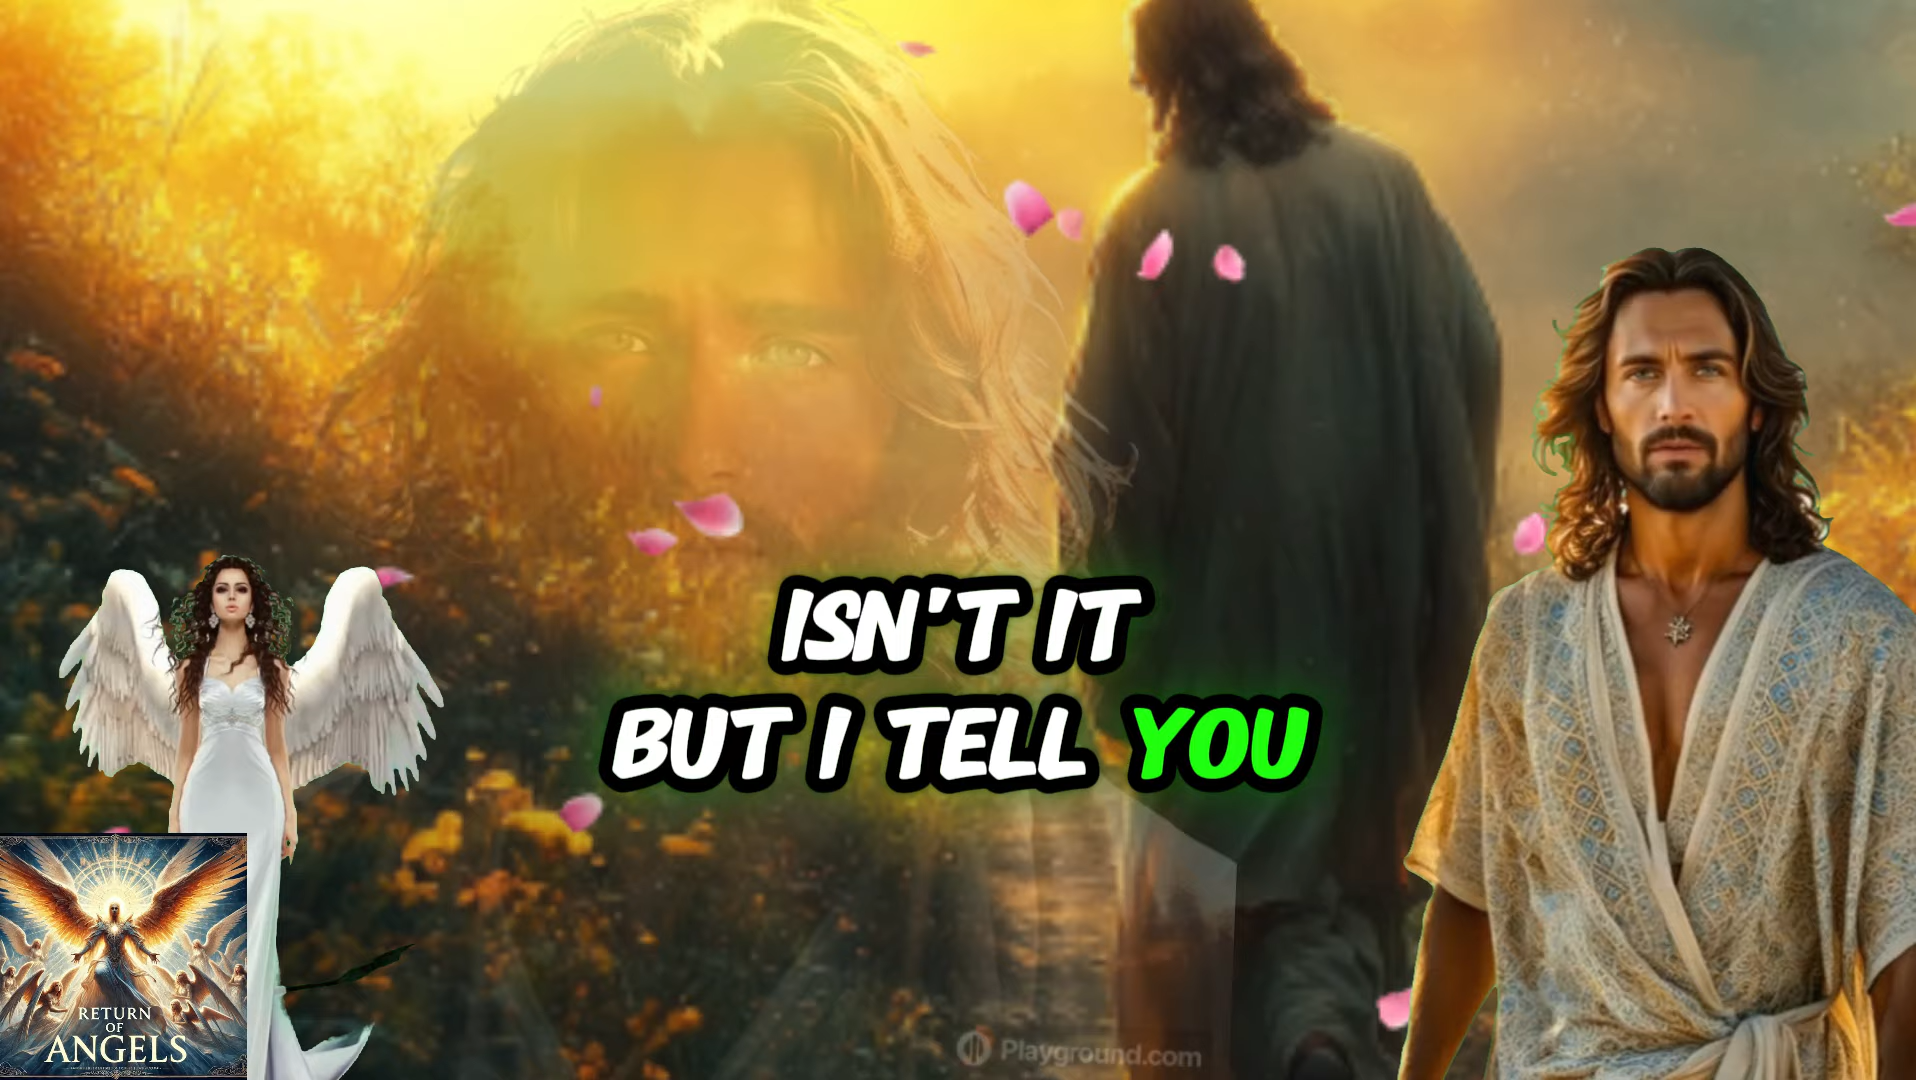 ISN'T IT
BUT I TELL YOU
RETURN
OF
ANGELS
Playground.com